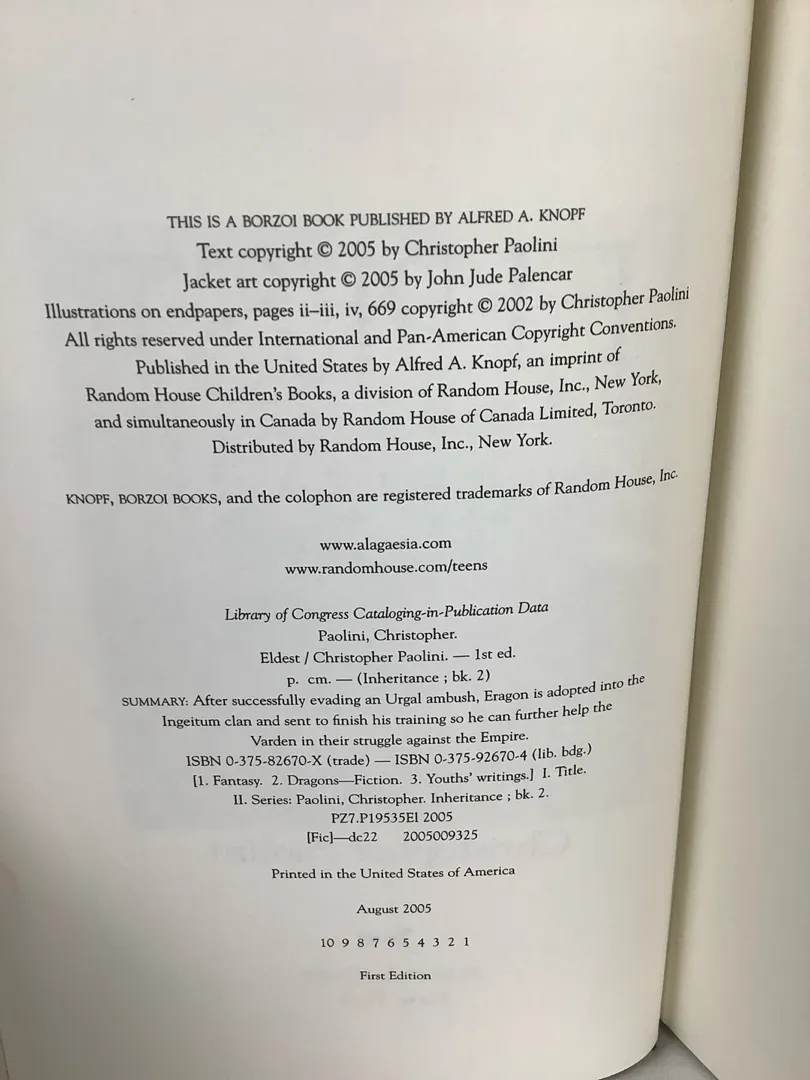 THIS IS A BORZOI BOOK PUBLISHED BY ALFRED A. KNOPF
Text copyright © 2005 by Christopher Paolini
Jacket art copyright © 2005 by John Jude Palencar
Illustrations on endpapers, pages ii–iii, iv, 669 copyright © 2002 by Christopher Paolini
All rights reserved under International and Pan-American Copyright Conventions.
Published in the United States by Alfred A. Knopf, an imprint of
Random House Children's Books, a division of Random House, Inc., New York,
and simultaneously in Canada by Random House of Canada Limited, Toronto.
Distributed by Random House, Inc., New York.
KNOPF, BORZOI BOOKS, and the colophon are registered trademarks of Random House, Inc.
www.alagaesia.com
www.randomhouse.com/teens
Library of Congress Cataloging-in-Publication Data
Paolini, Christopher.
Eldest / Christopher Paolini. — 1st ed.
p. cm. — (Inheritance ; bk. 2)
SUMMARY: After successfully evading an Urgal ambush, Eragon is adopted into the
Ingeitum clan and sent to finish his training so he can further help the
Varden in their struggle against the Empire.
ISBN 0-375-82670-X (trade) — ISBN 0-375-92670-4 (lib. bdg.)
[1. Fantasy. 2. Dragons—Fiction. 3. Youths' writings.] I. Title.
II. Series: Paolini, Christopher. Inheritance ; bk. 2.
PZ7.P19535El 2005
[Fic]—dc22 2005009325
Printed in the United States of America
August 2005
10 9 8 7 6 5 4 3 2 1
First Edition